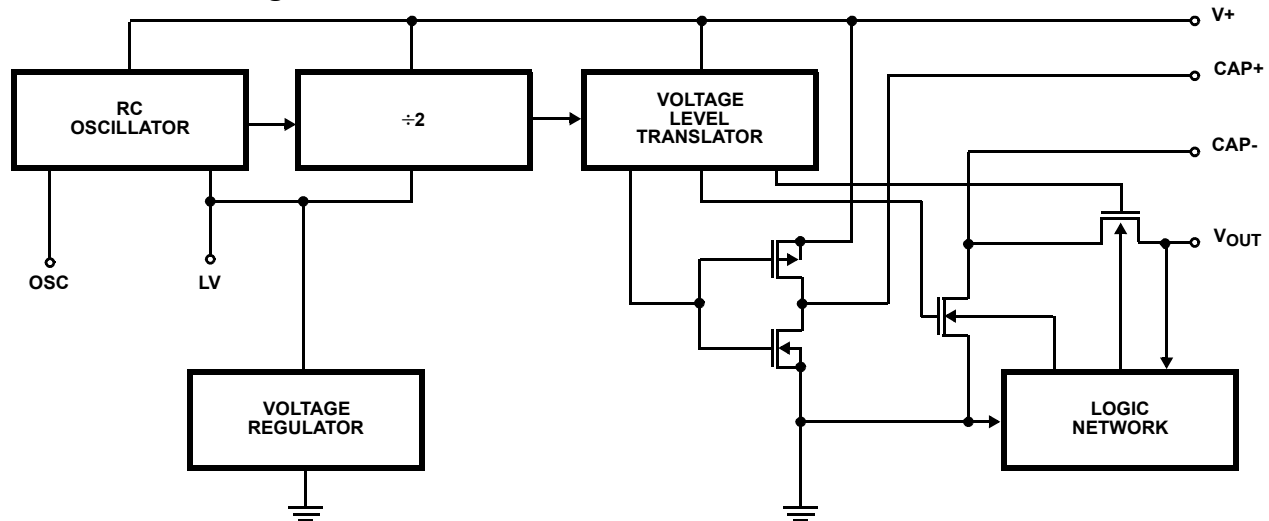 V+
CAP+
RC
OSCILLATOR
÷2
VOLTAGE
LEVEL
TRANSLATOR
CAP-
VOUT
OSC
LV
VOLTAGE
REGULATOR
LOGIC
NETWORK